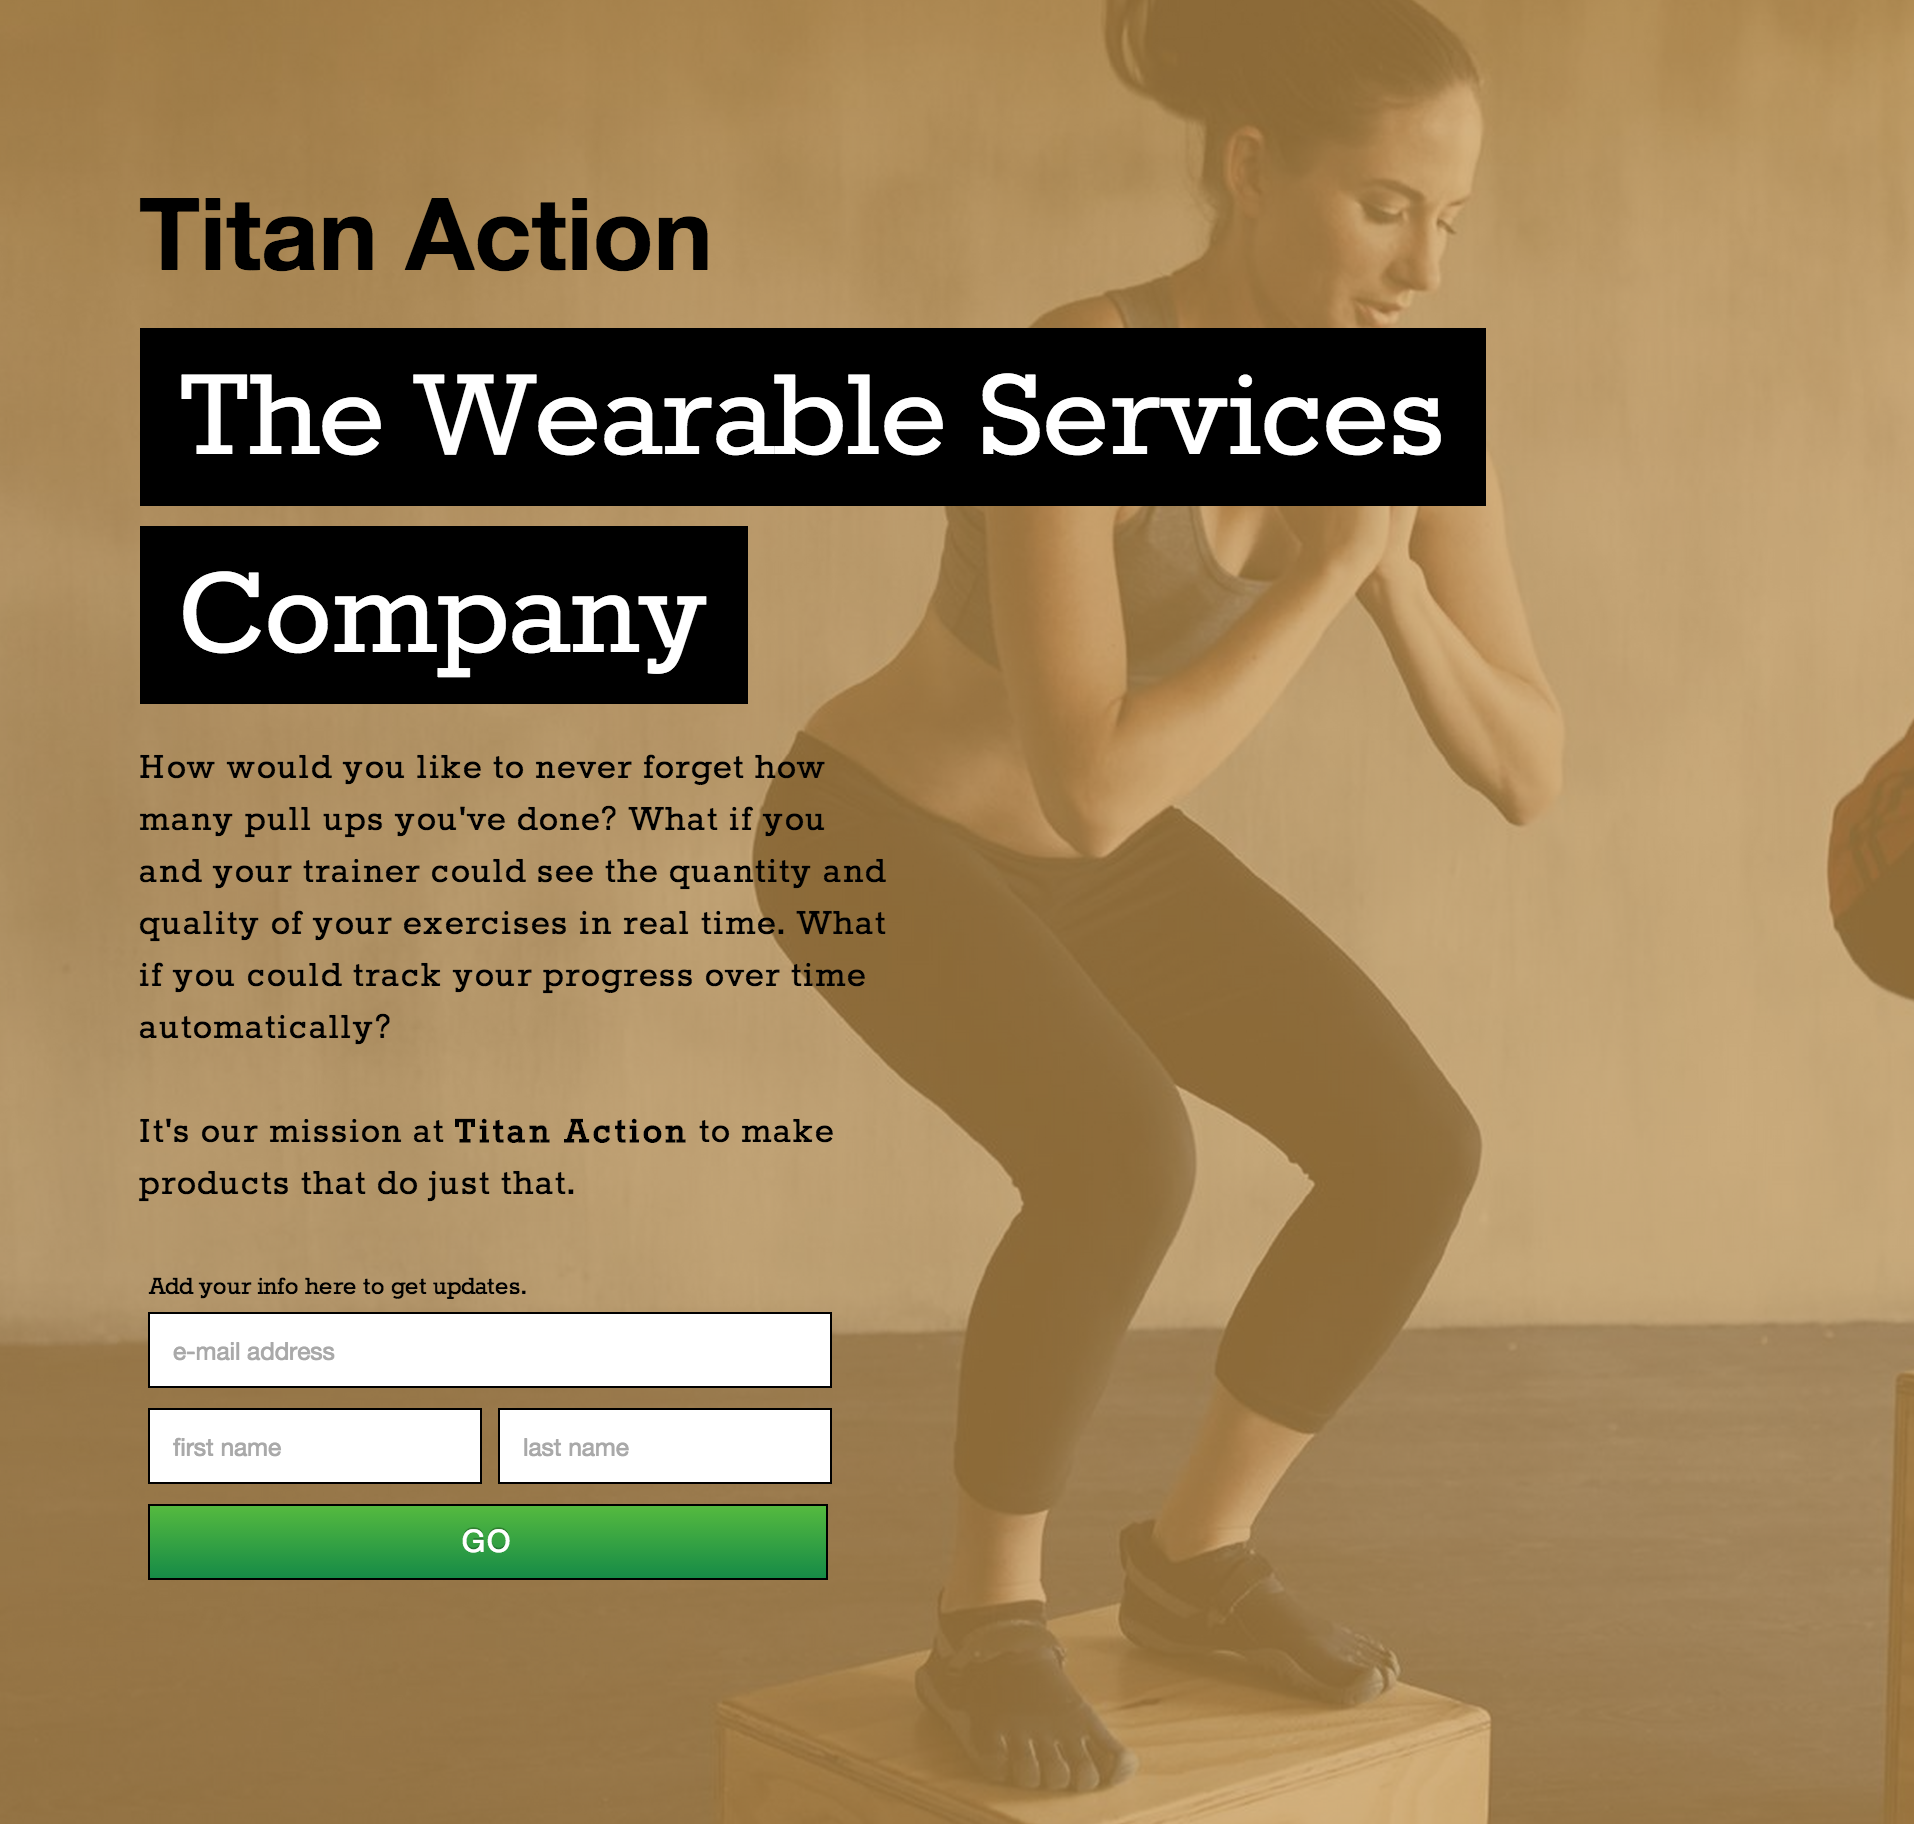 Titan Action
The Wearable Services
Company
How would you like to never forget how
many pull ups you've done? What if you
and your trainer could see the quantity and
quality of your exercises in real time. What
if you could track your progress over time
automatically?
It's our mission at Titan Action to make
products that do just that.
Add your info here to get updates.
e-mail address
first name last name
GO